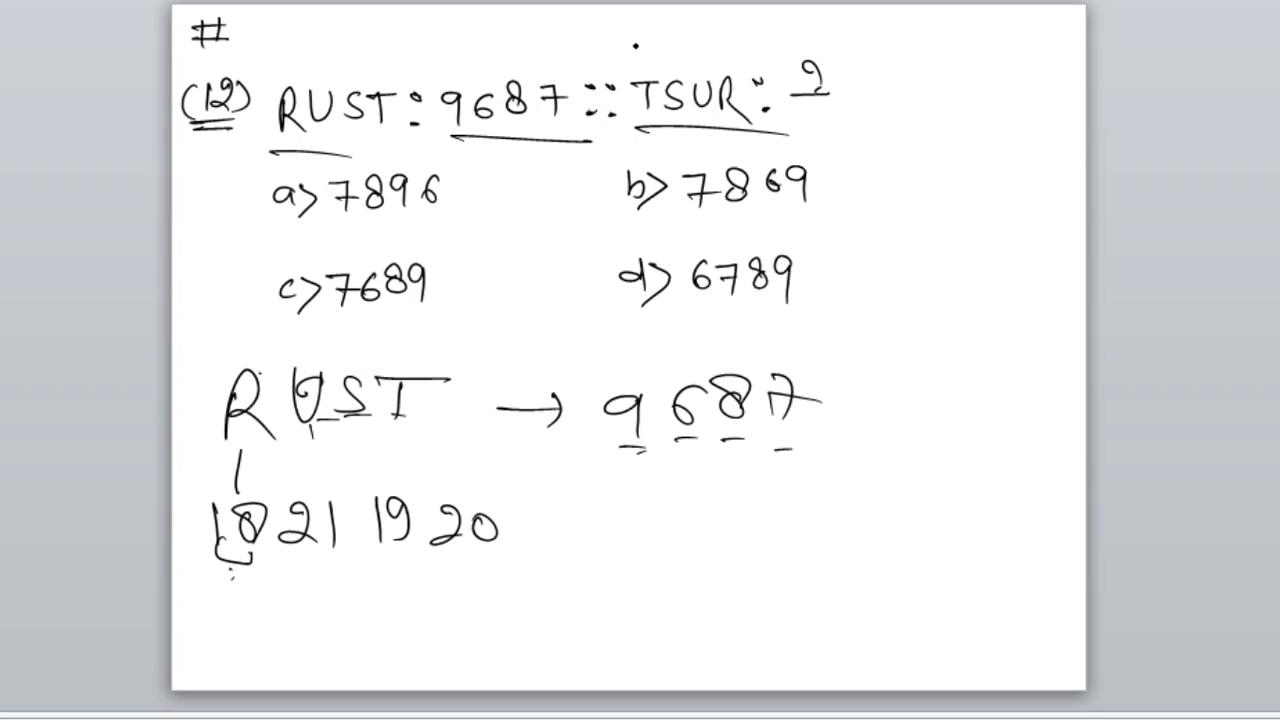 #
(12) RUST : 9687 :: TSUR : ?
a> 7896 b> 7869
c> 7689 d> 6789
RUST → 9687
18 21 19 20